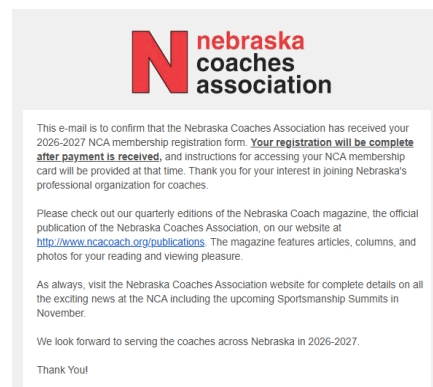 nebraska
coaches
association
This e-mail is to confirm that the Nebraska Coaches Association has received your
2026-2027 NCA membership registration form. Your registration will be complete
after payment is received, and instructions for accessing your NCA membership
card will be provided at that time. Thank you for your interest in joining Nebraska's
professional organization for coaches.
Please check out our quarterly editions of the Nebraska Coach magazine, the official
publication of the Nebraska Coaches Association, on our website at
http://www.ncacoach.org/publications. The magazine features articles, columns, and
photos for your reading and viewing pleasure.
As always, visit the Nebraska Coaches Association website for complete details on all
the exciting news at the NCA including the upcoming Sportsmanship Summits in
November.
We look forward to serving the coaches across Nebraska in 2026-2027.
Thank You!